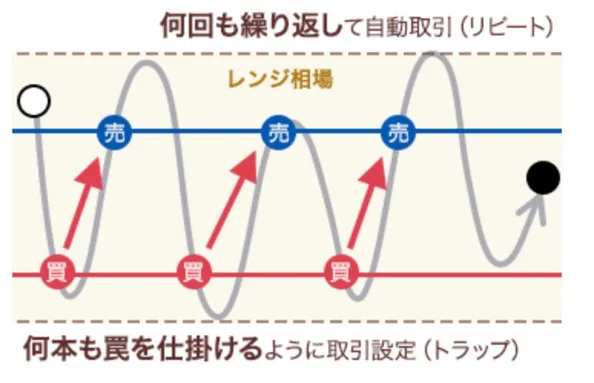 何回も繰り返して自動取引（リピート）
レンジ相場
売 売 売
買 買 買
何本も罠を仕掛けるように取引設定（トラップ）